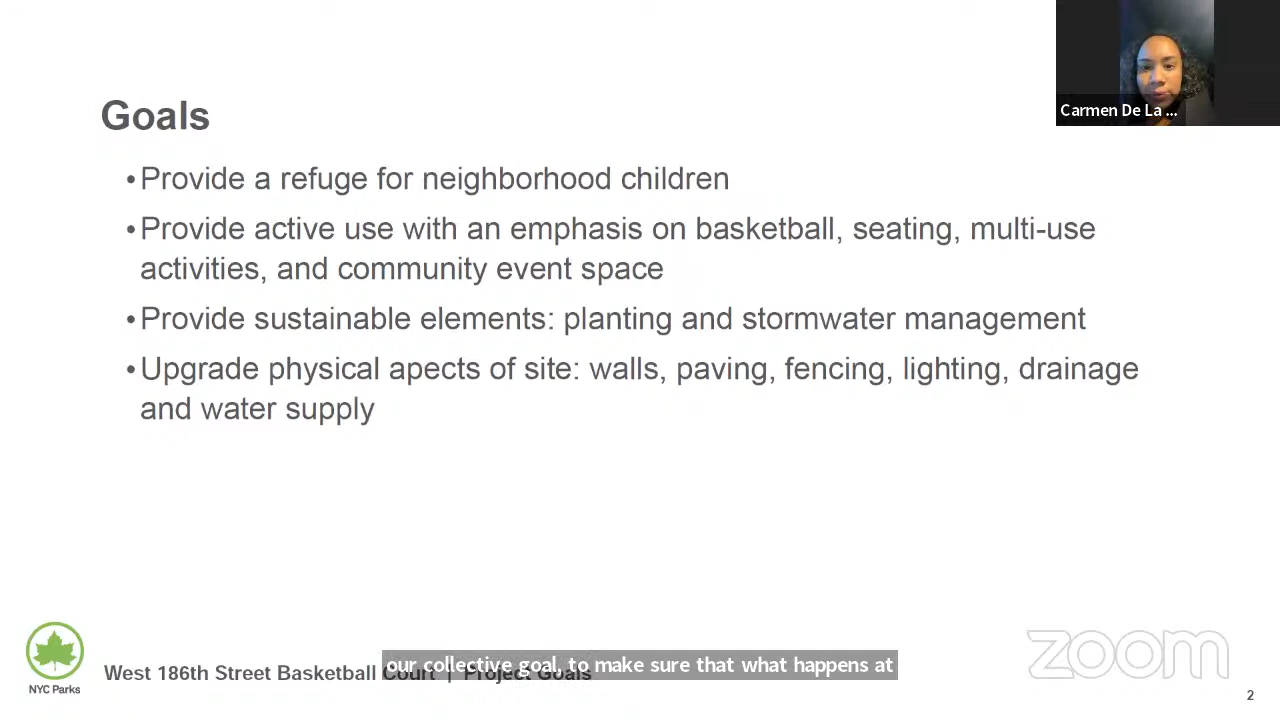 Carmen De La ...
Goals
• Provide a refuge for neighborhood children
• Provide active use with an emphasis on basketball, seating, multi-use
activities, and community event space
• Provide sustainable elements: planting and stormwater management
• Upgrade physical apects of site: walls, paving, fencing, lighting, drainage
and water supply
our collective goal, to make sure that what happens at
NYC Parks
West 186th Street Basketball Court | Project Goals
zoom
2